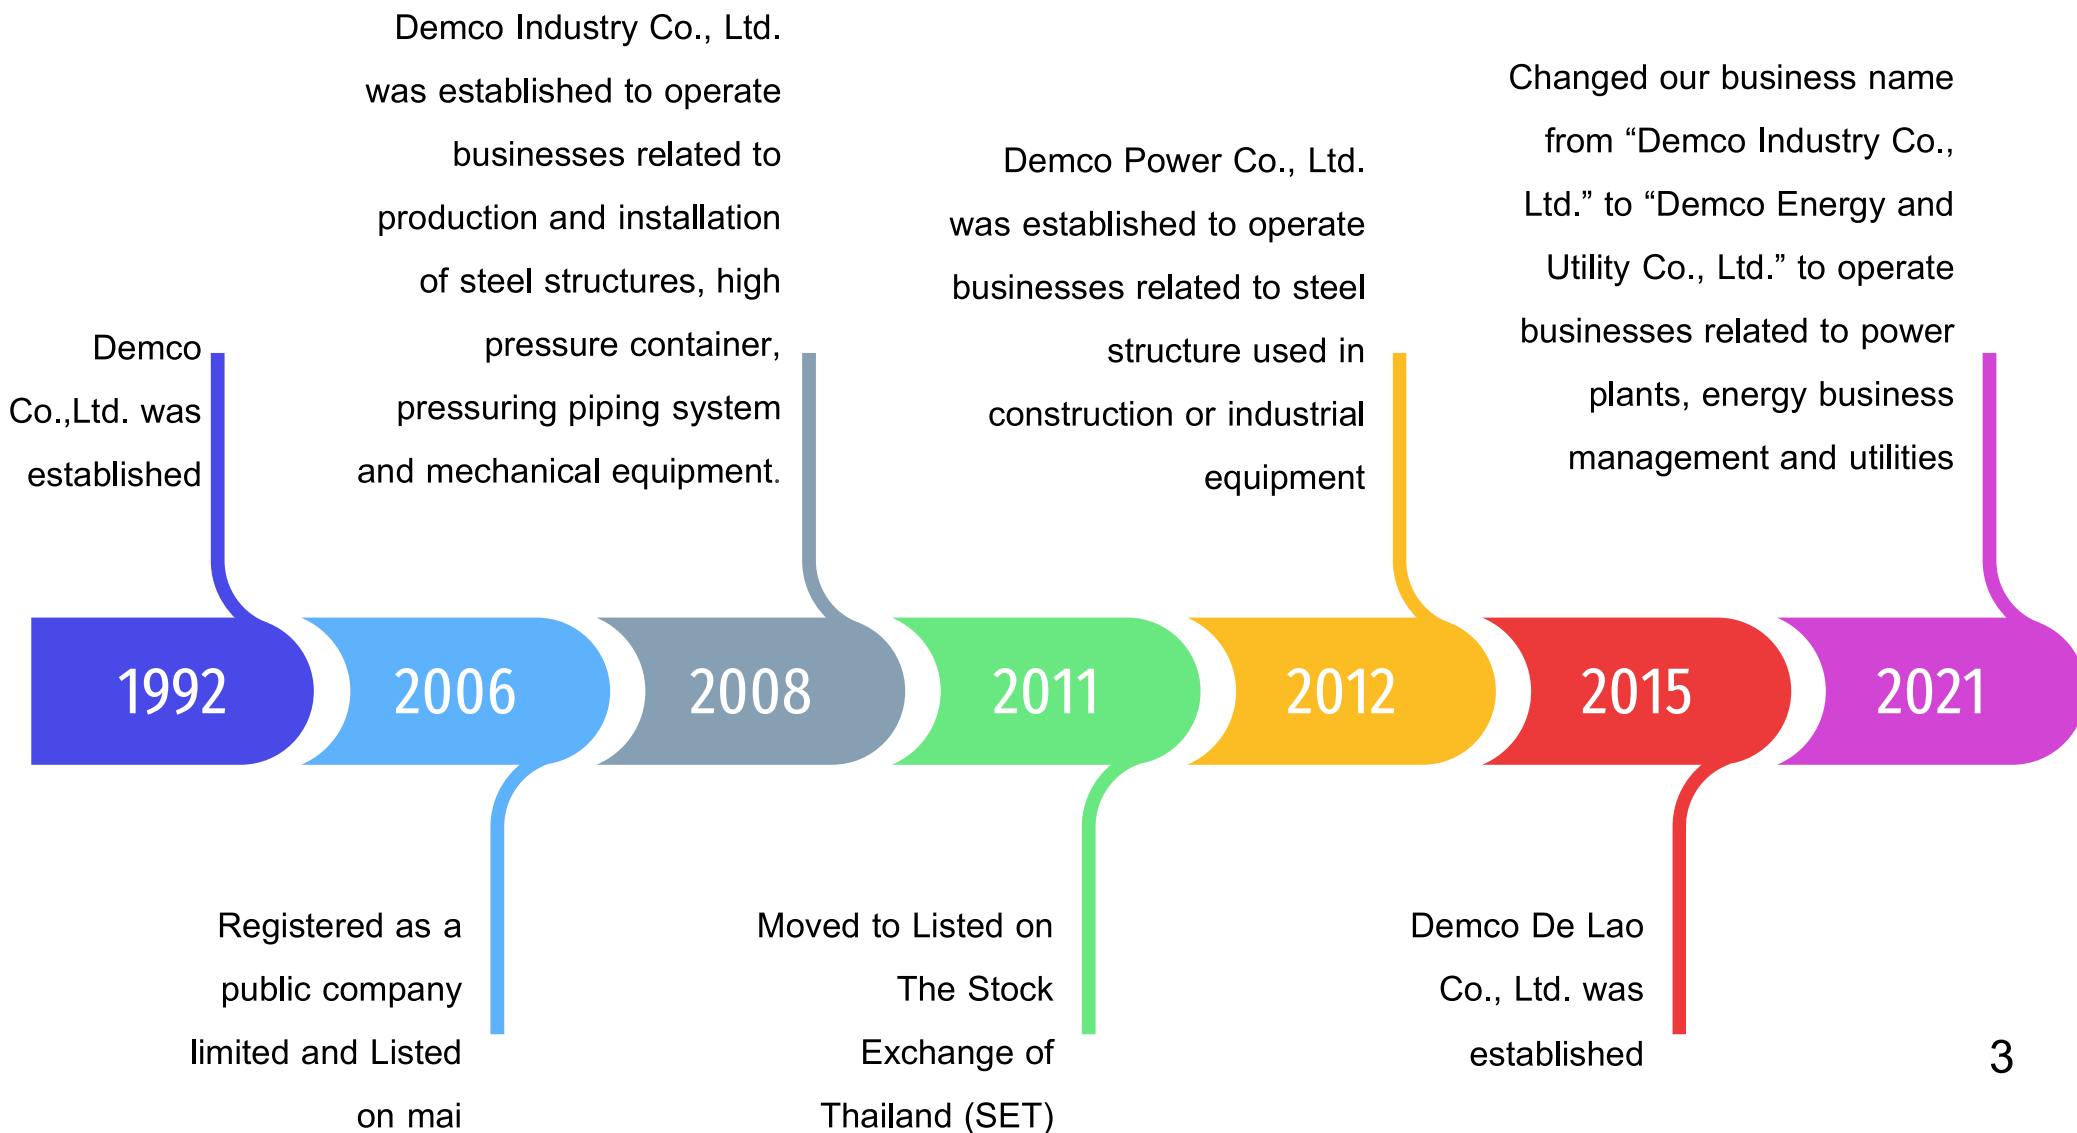 Demco
Co.,Ltd. was
established
Demco Industry Co., Ltd.
was established to operate
businesses related to
production and installation
of steel structures, high
pressure container,
pressuring piping system
and mechanical equipment.
Demco Power Co., Ltd.
was established to operate
businesses related to steel
structure used in
construction or industrial
equipment
Changed our business name
from “Demco Industry Co.,
Ltd.” to “Demco Energy and
Utility Co., Ltd.” to operate
businesses related to power
plants, energy business
management and utilities
1992
2006
2008
2011
2012
2015
2021
Registered as a
public company
limited and Listed
on mai
Moved to Listed on
The Stock
Exchange of
Thailand (SET)
Demco De Lao
Co., Ltd. was
established
3